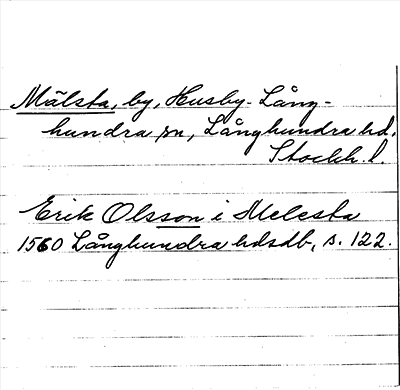 Mälsta, by, Husby-Lång-
hundra sn, Långhundra hd.
Stockh. l.
Erik Olsson i Melesta
1560 Långhundra hdsdb, s. 122.